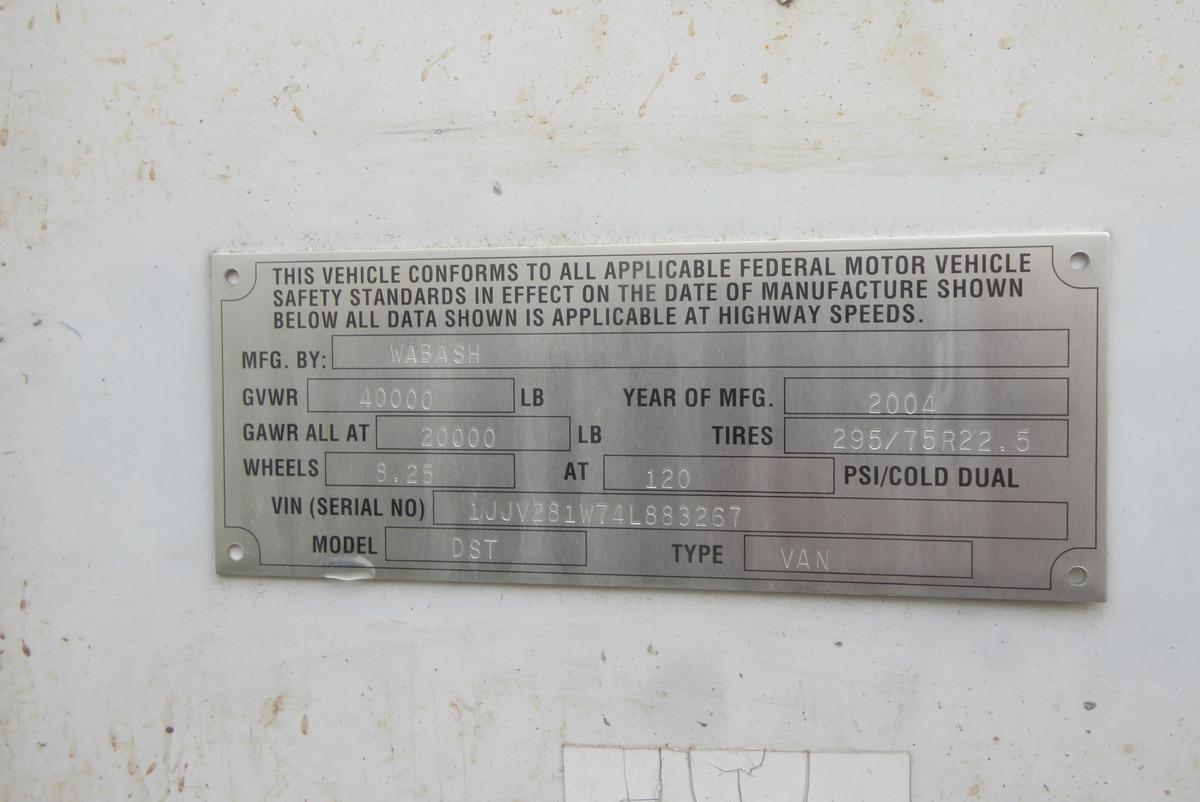 THIS VEHICLE CONFORMS TO ALL APPLICABLE FEDERAL MOTOR VEHICLE
SAFETY STANDARDS IN EFFECT ON THE DATE OF MANUFACTURE SHOWN
BELOW ALL DATA SHOWN IS APPLICABLE AT HIGHWAY SPEEDS.
MFG. BY: WABASH
GVWR 40000 LB YEAR OF MFG. 2004
GAWR ALL AT 20000 LB TIRES 295/75R22.5
WHEELS 8.25 AT 120 PSI/COLD DUAL
VIN (SERIAL NO) 1JJV281W74L883267
MODEL DST TYPE VAN